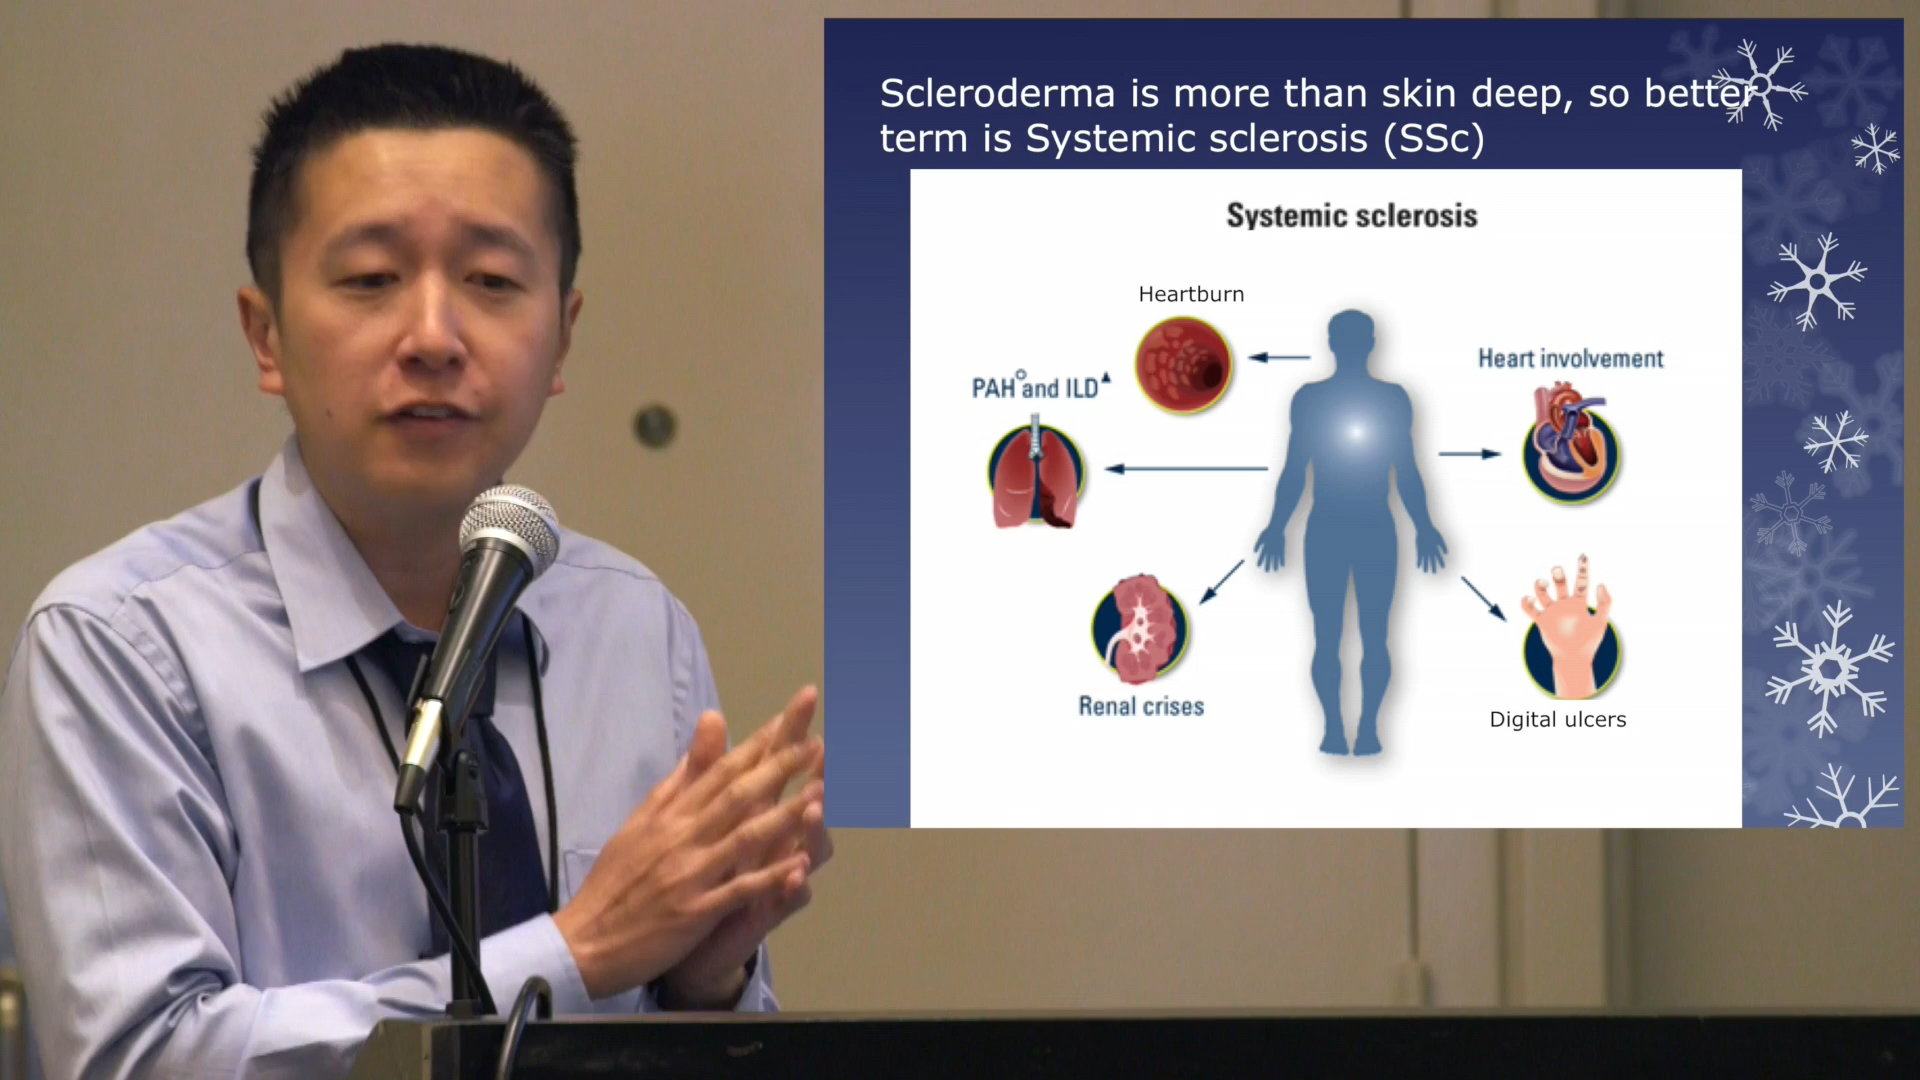 Scleroderma is more than skin deep, so better
term is Systemic sclerosis (SSc)
Systemic sclerosis
Heartburn
Heart involvement
PAH° and ILD▲
Renal crises
Digital ulcers